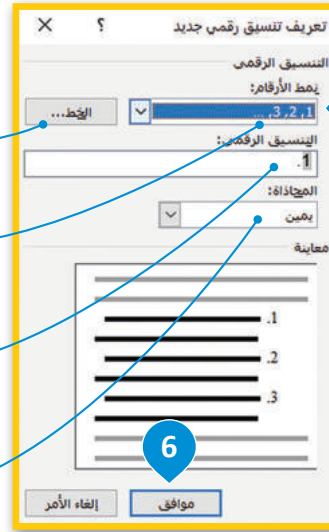 تعريف تنسيق رقمي جديد ؟ ×
التنسيق الرقمي
نمط الأرقام:
1, 2, 3, ... الخط...
التنسيق الرقمي:
1.
المحاذاة:
يمين
معاينة
1.
2.
3.
6
موافق إلغاء الأمر